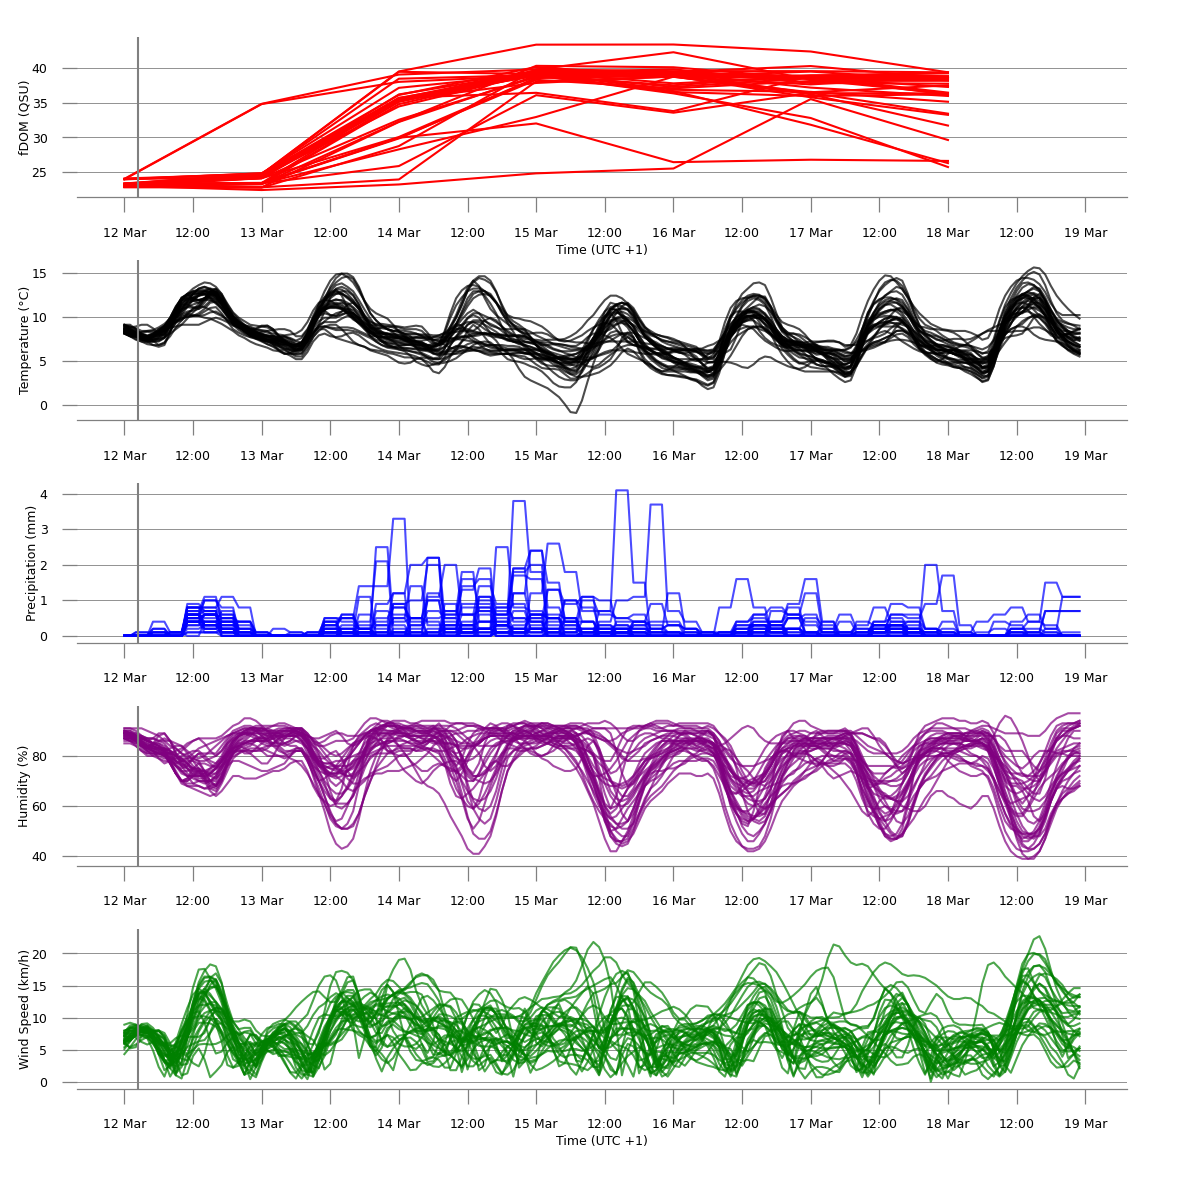 40
35
30
25
fDOM (QSU)
12 Mar 12:00 13 Mar 12:00 14 Mar 12:00 15 Mar 12:00 16 Mar 12:00 17 Mar 12:00 18 Mar 12:00 19 Mar
Time (UTC +1)
15
10
5
0
Temperature (°C)
12 Mar 12:00 13 Mar 12:00 14 Mar 12:00 15 Mar 12:00 16 Mar 12:00 17 Mar 12:00 18 Mar 12:00 19 Mar
4
3
2
1
0
Precipitation (mm)
12 Mar 12:00 13 Mar 12:00 14 Mar 12:00 15 Mar 12:00 16 Mar 12:00 17 Mar 12:00 18 Mar 12:00 19 Mar
80
60
40
Humidity (%)
12 Mar 12:00 13 Mar 12:00 14 Mar 12:00 15 Mar 12:00 16 Mar 12:00 17 Mar 12:00 18 Mar 12:00 19 Mar
20
15
10
5
0
Wind Speed (km/h)
12 Mar 12:00 13 Mar 12:00 14 Mar 12:00 15 Mar 12:00 16 Mar 12:00 17 Mar 12:00 18 Mar 12:00 19 Mar
Time (UTC +1)